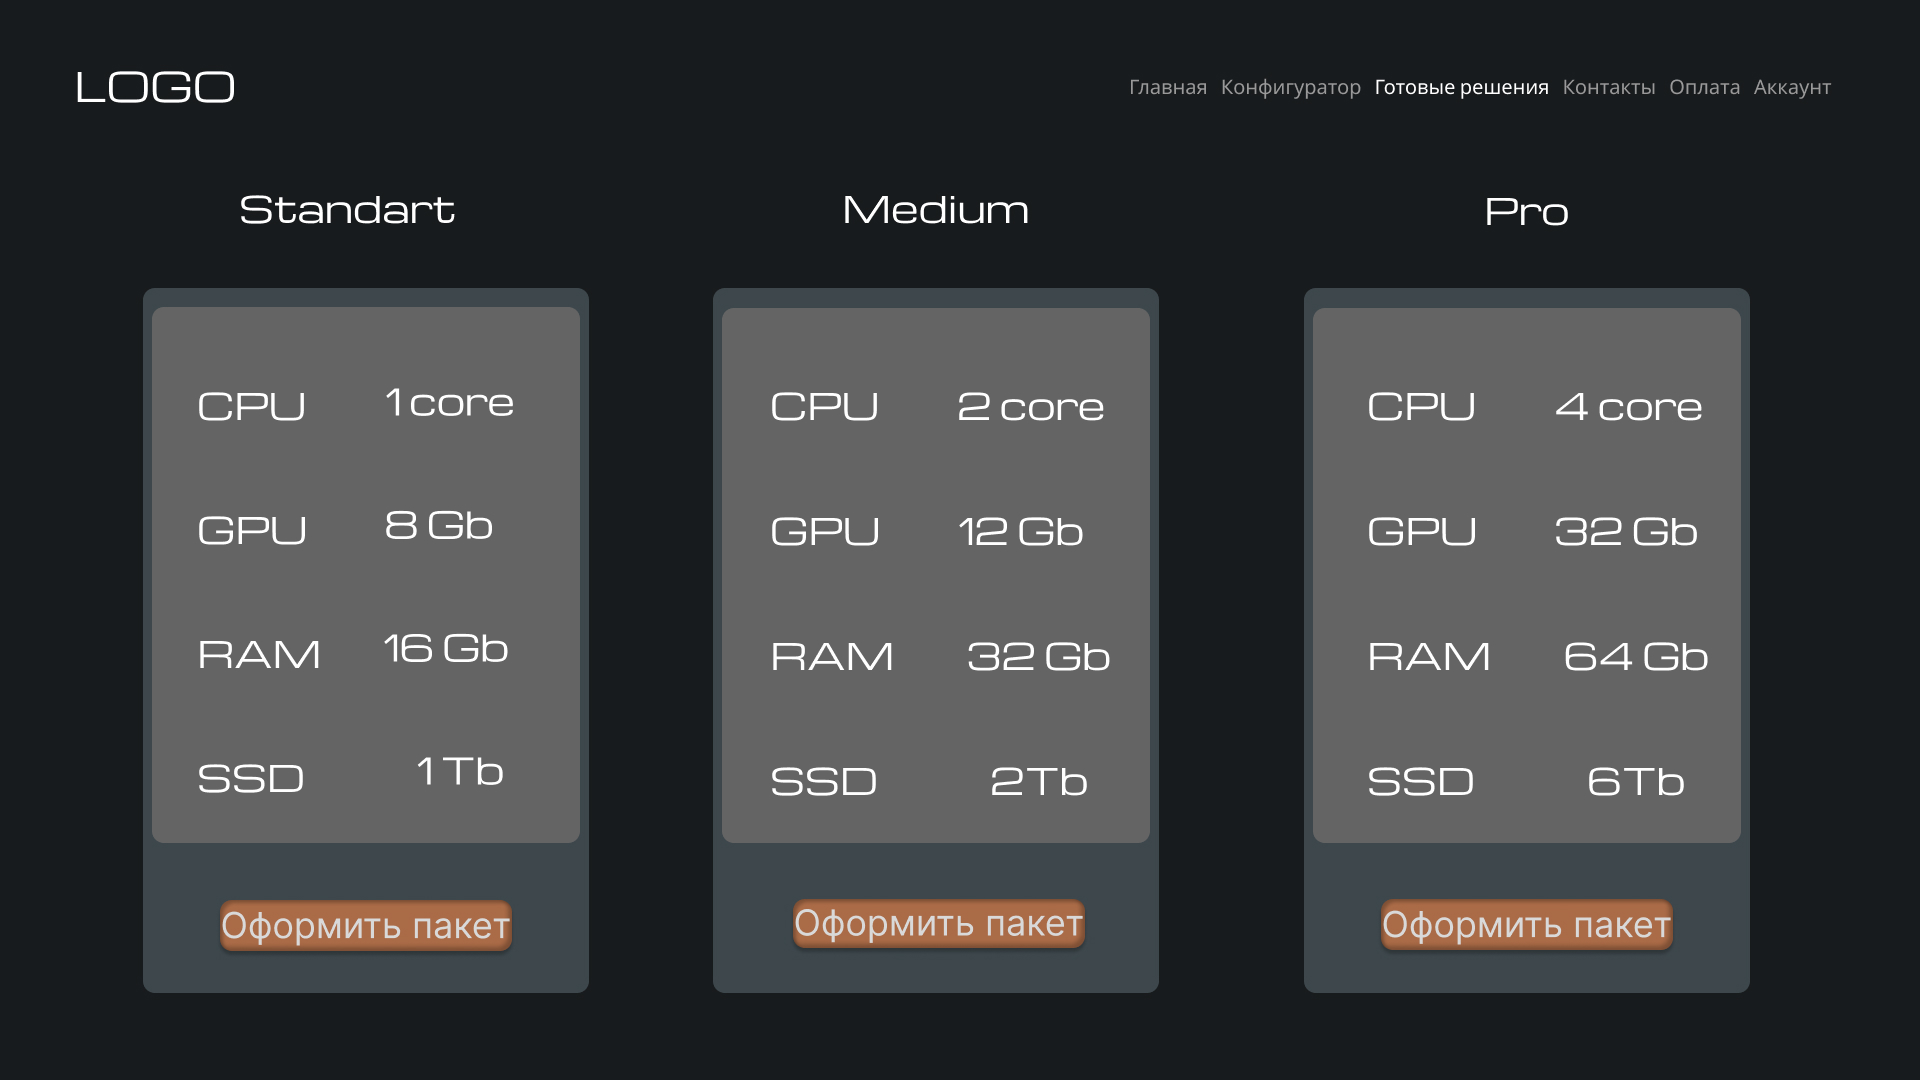 LOGO
Главная Конфигуратор Готовые решения Контакты Оплата Аккаунт
Standart
CPU 1 core
GPU 8 Gb
RAM 16 Gb
SSD 1 Tb
Оформить пакет
Medium
CPU 2 core
GPU 12 Gb
RAM 32 Gb
SSD 2Tb
Оформить пакет
Pro
CPU 4 core
GPU 32 Gb
RAM 64 Gb
SSD 6Tb
Оформить пакет